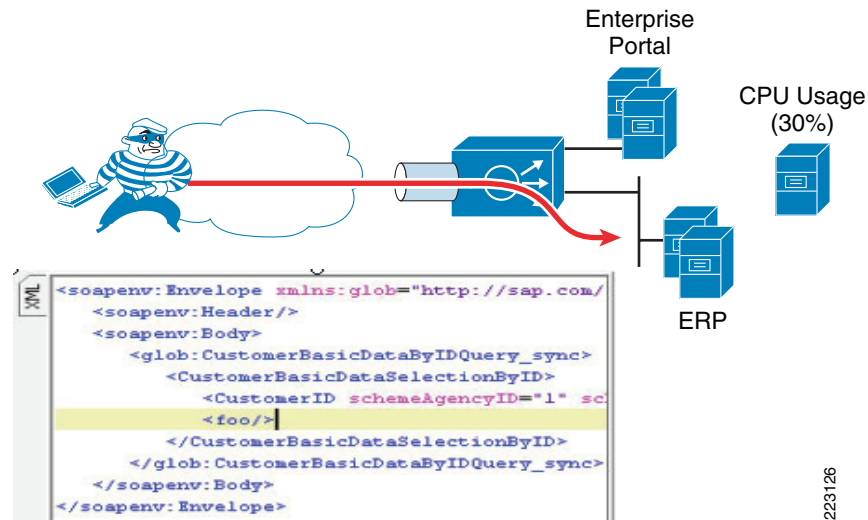 Enterprise
Portal
CPU Usage
(30%)
ERP
XML
<soapenv:Envelope xmlns:glob="http://sap.com/
<soapenv:Header/>
<soapenv:Body>
<glob:CustomerBasicDataByIDQuery_sync>
<CustomerBasicDataSelectionByID>
<CustomerID schemeAgencyID="1" sc
<foo/>
</CustomerBasicDataSelectionByID>
</glob:CustomerBasicDataByIDQuery_sync>
</soapenv:Body>
</soapenv:Envelope>
223126